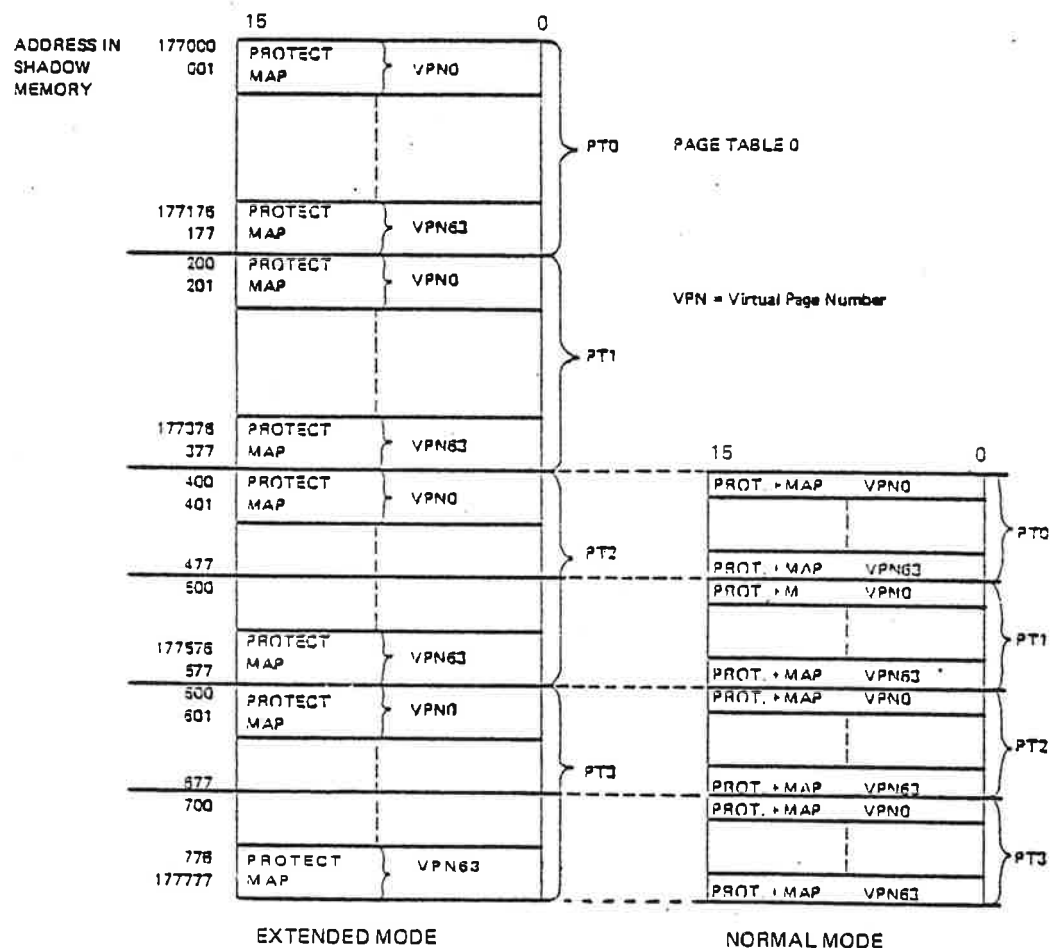 15 0
ADDRESS IN SHADOW MEMORY
177000 PROTECT VPN0
001 MAP
PT0 PAGE TABLE 0
177176 PROTECT VPN63
177 MAP
200 PROTECT VPN0
201 MAP
VPN = Virtual Page Number
PT1
177376 PROTECT VPN63
377 MAP
15 0
400 PROTECT VPN0 PROT. + MAP VPN0
401 MAP
PT2 PT0
477 PROT. + MAP VPN63
500 PROT. + M VPN0
177576 PROTECT VPN63 PT1
577 MAP PROT. + MAP VPN63
600 PROTECT VPN0 PROT. + MAP VPN0
601 MAP
PT3 PT2
677 PROT. + MAP VPN63
700 PROT. + MAP VPN0
776 PROTECT VPN63 PT3
177777 MAP PROT. + MAP VPN63
EXTENDED MODE NORMAL MODE